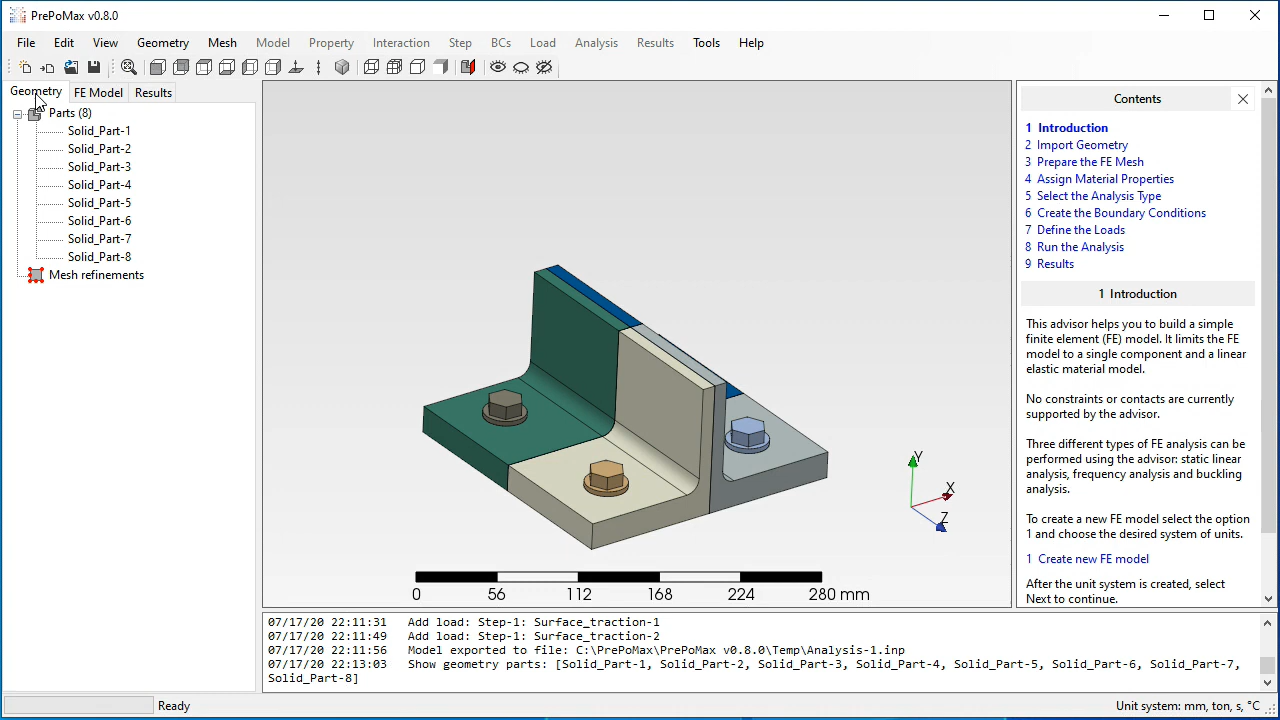 PrePoMax v0.8.0
File Edit View Geometry Mesh Model Property Interaction Step BCs Load Analysis Results Tools Help
Geometry FE Model Results
Parts (8)
Solid_Part-1
Solid_Part-2
Solid_Part-3
Solid_Part-4
Solid_Part-5
Solid_Part-6
Solid_Part-7
Solid_Part-8
Mesh refinements
Y
X
Z
0 56 112 168 224 280 mm
Contents
1 Introduction
2 Import Geometry
3 Prepare the FE Mesh
4 Assign Material Properties
5 Select the Analysis Type
6 Create the Boundary Conditions
7 Define the Loads
8 Run the Analysis
9 Results
1 Introduction
This advisor helps you to build a simple
finite element (FE) model. It limits the FE
model to a single component and a linear
elastic material model.
No constraints or contacts are currently
supported by the advisor.
Three different types of FE analysis can be
performed using the advisor: static linear
analysis, frequency analysis and buckling
analysis.
To create a new FE model select the option
1 and choose the desired system of units.
1 Create new FE model
After the unit system is created, select
Next to continue.
07/17/20 22:11:31 Add load: Step-1: Surface_traction-1
07/17/20 22:11:49 Add load: Step-1: Surface_traction-2
07/17/20 22:11:56 Model exported to file: C:\PrePoMax\PrePoMax v0.8.0\Temp\Analysis-1.inp
07/17/20 22:13:03 Show geometry parts: [Solid_Part-1, Solid_Part-2, Solid_Part-3, Solid_Part-4, Solid_Part-5, Solid_Part-6, Solid_Part-7,
Solid_Part-8]
Ready
Unit system: mm, ton, s, °C